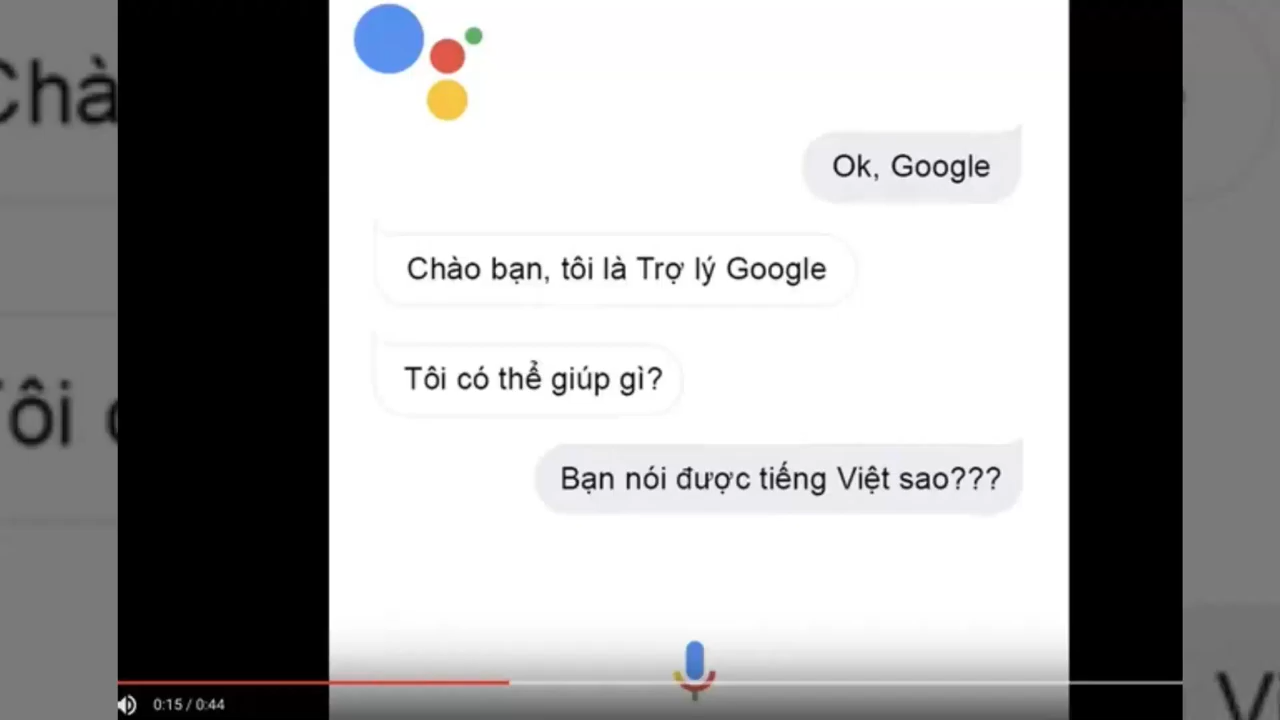 Ok, Google
Chào bạn, tôi là Trợ lý Google
Tôi có thể giúp gì?
Bạn nói được tiếng Việt sao???
0:15 / 0:44